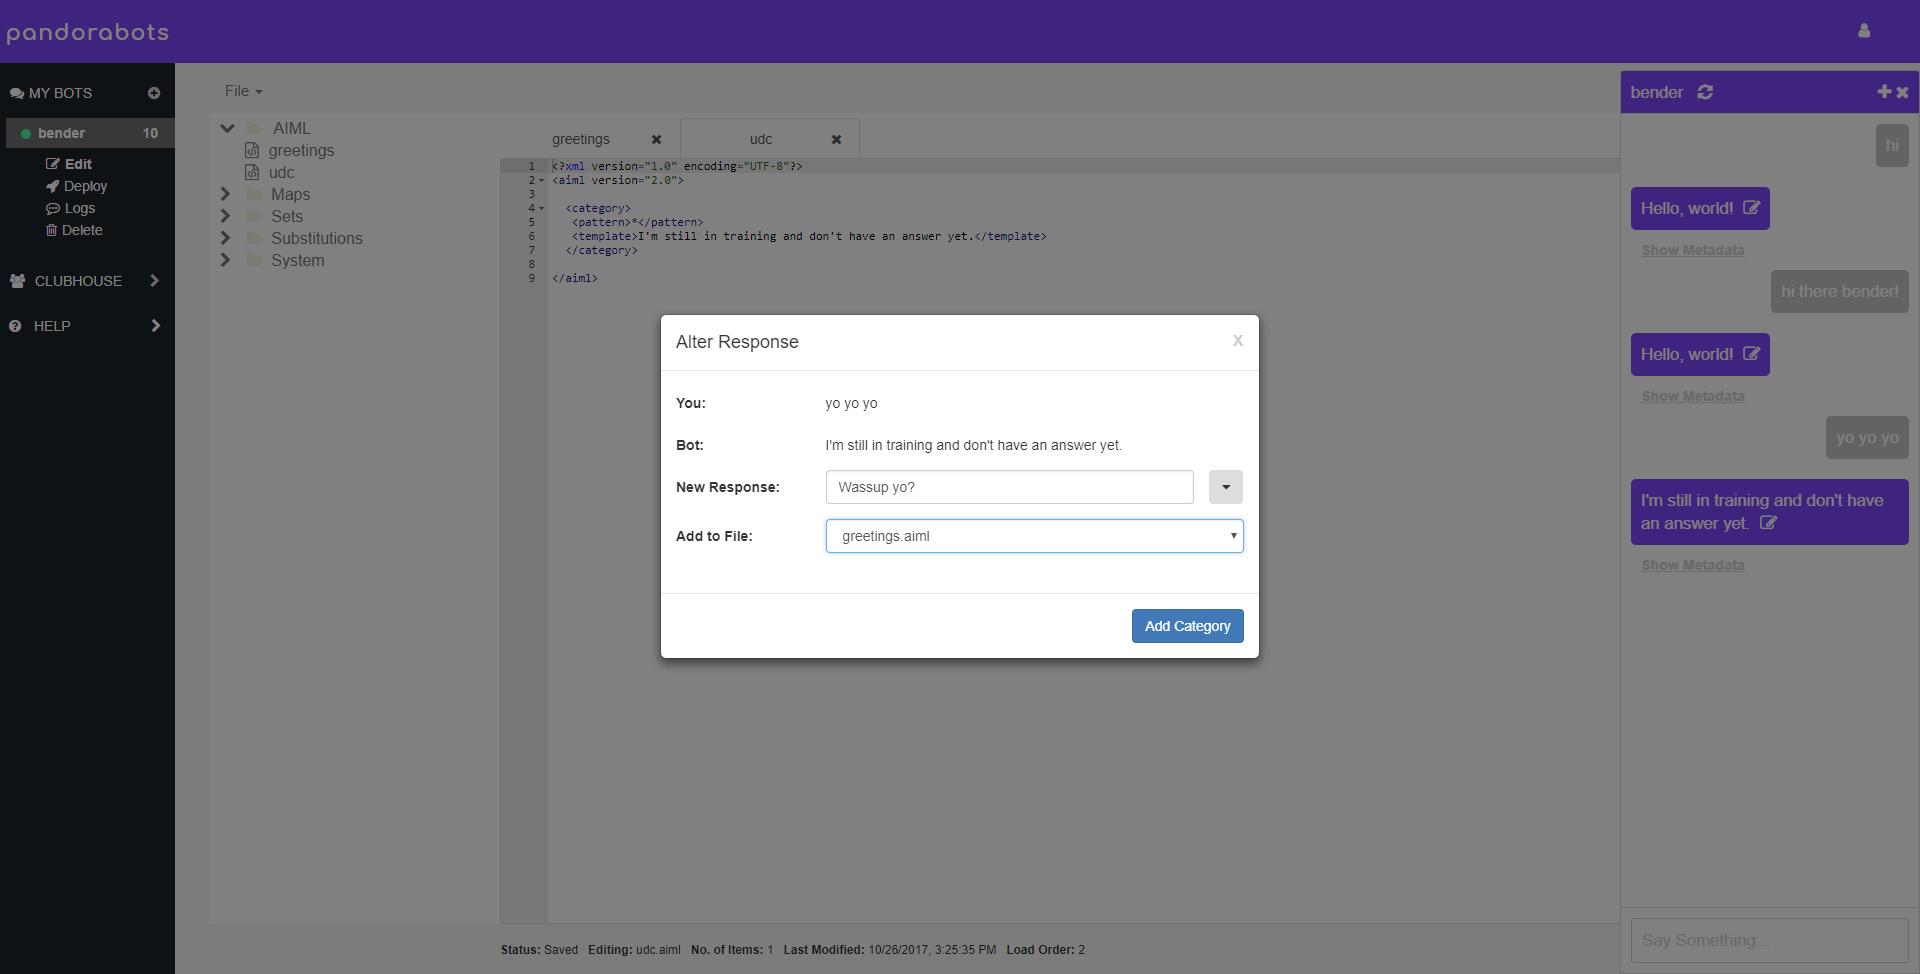 pandorabots
MY BOTS
bender 10
Edit
Deploy
Logs
Delete
CLUBHOUSE
HELP
File
AIML
greetings
udc
Maps
Sets
Substitutions
System
greetings
udc
1 <?xml version="1.0" encoding="UTF-8"?>
2 <aiml version="2.0">
3
4 <category>
5 <pattern>*</pattern>
6 <template>I'm still in training and don't have an answer yet.</template>
7 </category>
8
9 </aiml>
Alter Response X
You: yo yo yo
Bot: I'm still in training and don't have an answer yet.
New Response: Wassup yo?
Add to File: greetings.aiml
Add Category
Status: Saved Editing: udc.aiml No. of Items: 1 Last Modified: 10/26/2017, 3:25:35 PM Load Order: 2
bender
hi
Hello, world!
Show Metadata
hi there bender!
Hello, world!
Show Metadata
yo yo yo
I'm still in training and don't have
an answer yet.
Show Metadata
Say Something...